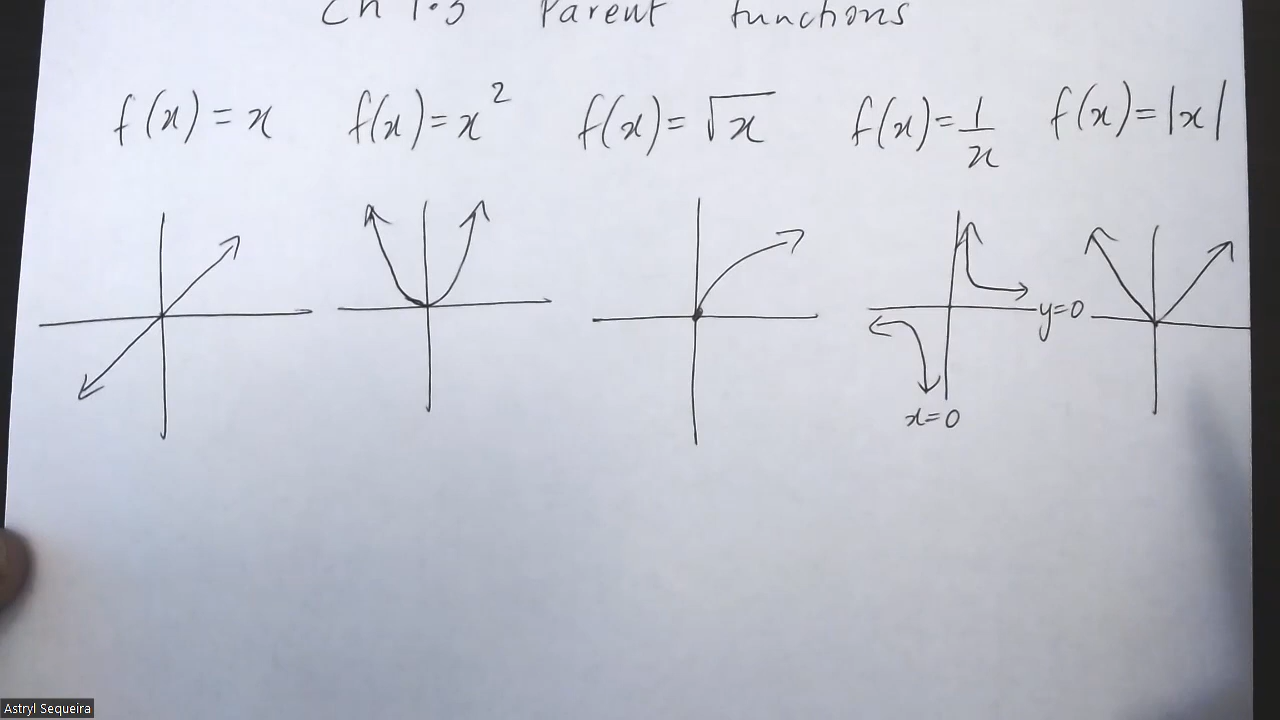 Ch 1.3 Parent functions
f(x) = x f(x) = x² f(x) = √x f(x) = 1/x f(x) = |x|
y=0
x=0
Astryl Sequeira